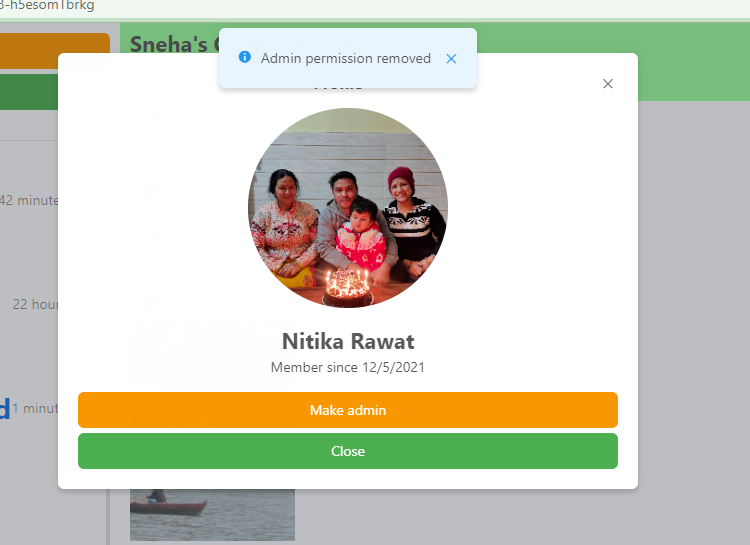 3-h5esom1brkg
Sneha's
Admin permission removed
Profile
42 minute
22 hour
1 minut
Nitika Rawat
Member since 12/5/2021
Make admin
Close